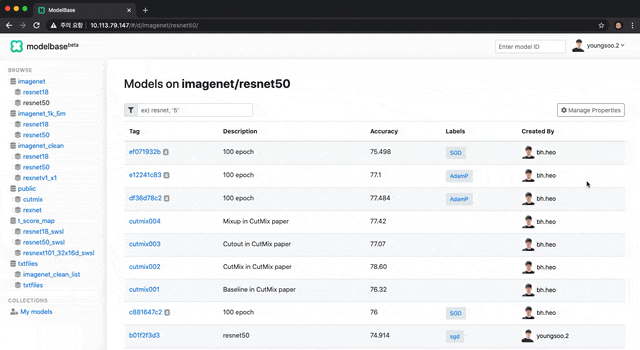 ModelBase
주의 요함 10.113.79.147/#/d/imagenet/resnet50/
modelbase beta
Enter model ID
youngsoo.2
BROWSE
imagenet
resnet18
resnet50
imagenet_1k_5m
resnet18
resnet50
imagenet_clean
resnet18
resnet50
rexnetv1_x1
public
cutmix
rexnet
t_score_map
resnet18_swsl
resnet50_swsl
resnext101_32x16d_swsl
txtfiles
imagenet_clean_list
txtfiles
COLLECTIONS
My models
Models on imagenet/resnet50
ex) resnet, '5'
Manage Properties
Tag Description Accuracy Labels Created By
ef071932b 100 epoch 75.498 SGD bh.heo
e12241c83 100 epoch 77.1 AdamP bh.heo
df36d78c2 100 epoch 77.484 AdamP bh.heo
cutmix004 Mixup in CutMix paper 77.42 bh.heo
cutmix003 Cutout in CutMix paper 77.07 bh.heo
cutmix002 CutMix in CutMix paper 78.60 bh.heo
cutmix001 Baseline in CutMix paper 76.32 bh.heo
c881647c2 100 epoch 76 SGD bh.heo
b01f2f3d3 resnet50 74.914 sgd youngsoo.2